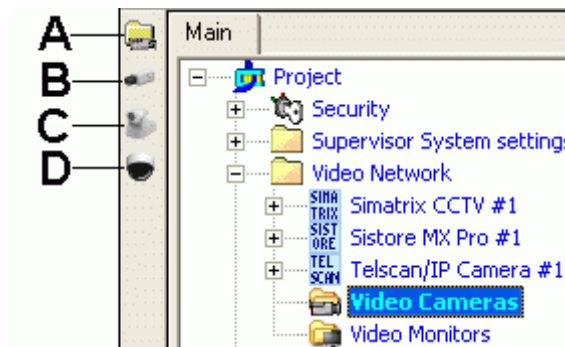 A
Main
B
Project
Security
C
Supervisor System settings
D
Video Network
SIMA
TRIX
Simatrix CCTV #1
SIST
ORE
Sistore MX Pro #1
TEL
SCAN
Telscan/IP Camera #1
Video Cameras
Video Monitors